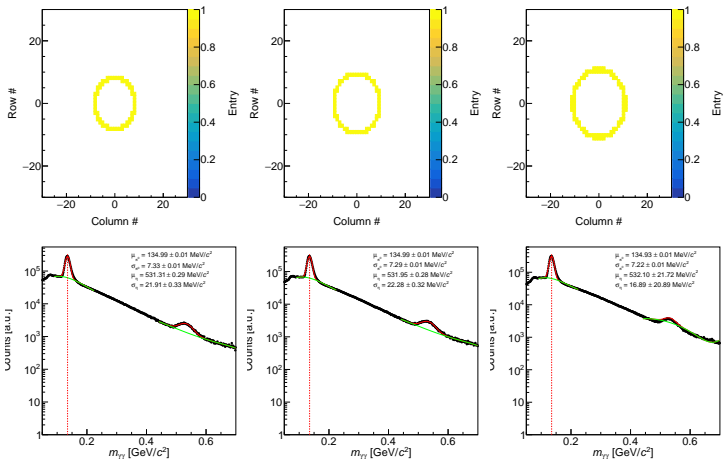 20
0
−20
Row #
−20 0 20
Column #
1
0.8
0.6
0.4
0.2
0
Entry
20
0
−20
Row #
−20 0 20
Column #
1
0.8
0.6
0.4
0.2
0
Entry
20
0
−20
Row #
−20 0 20
Column #
1
0.8
0.6
0.4
0.2
0
Entry
μπ⁰ = 134.99 ± 0.01 MeV/c²
σπ⁰ = 7.33 ± 0.01 MeV/c²
μη = 531.31 ± 0.29 MeV/c²
ση = 21.91 ± 0.33 MeV/c²
10⁵
10⁴
10³
10²
10
1
Counts [a.u.]
0.2 0.4 0.6
mγγ [GeV/c²]
μπ⁰ = 134.99 ± 0.01 MeV/c²
σπ⁰ = 7.29 ± 0.01 MeV/c²
μη = 531.95 ± 0.28 MeV/c²
ση = 22.28 ± 0.32 MeV/c²
10⁵
10⁴
10³
10²
10
1
Counts [a.u.]
0.2 0.4 0.6
mγγ [GeV/c²]
μπ⁰ = 134.93 ± 0.01 MeV/c²
σπ⁰ = 7.22 ± 0.01 MeV/c²
μη = 532.10 ± 21.72 MeV/c²
ση = 16.89 ± 20.89 MeV/c²
10⁵
10⁴
10³
10²
10
1
Counts [a.u.]
0.2 0.4 0.6
mγγ [GeV/c²]